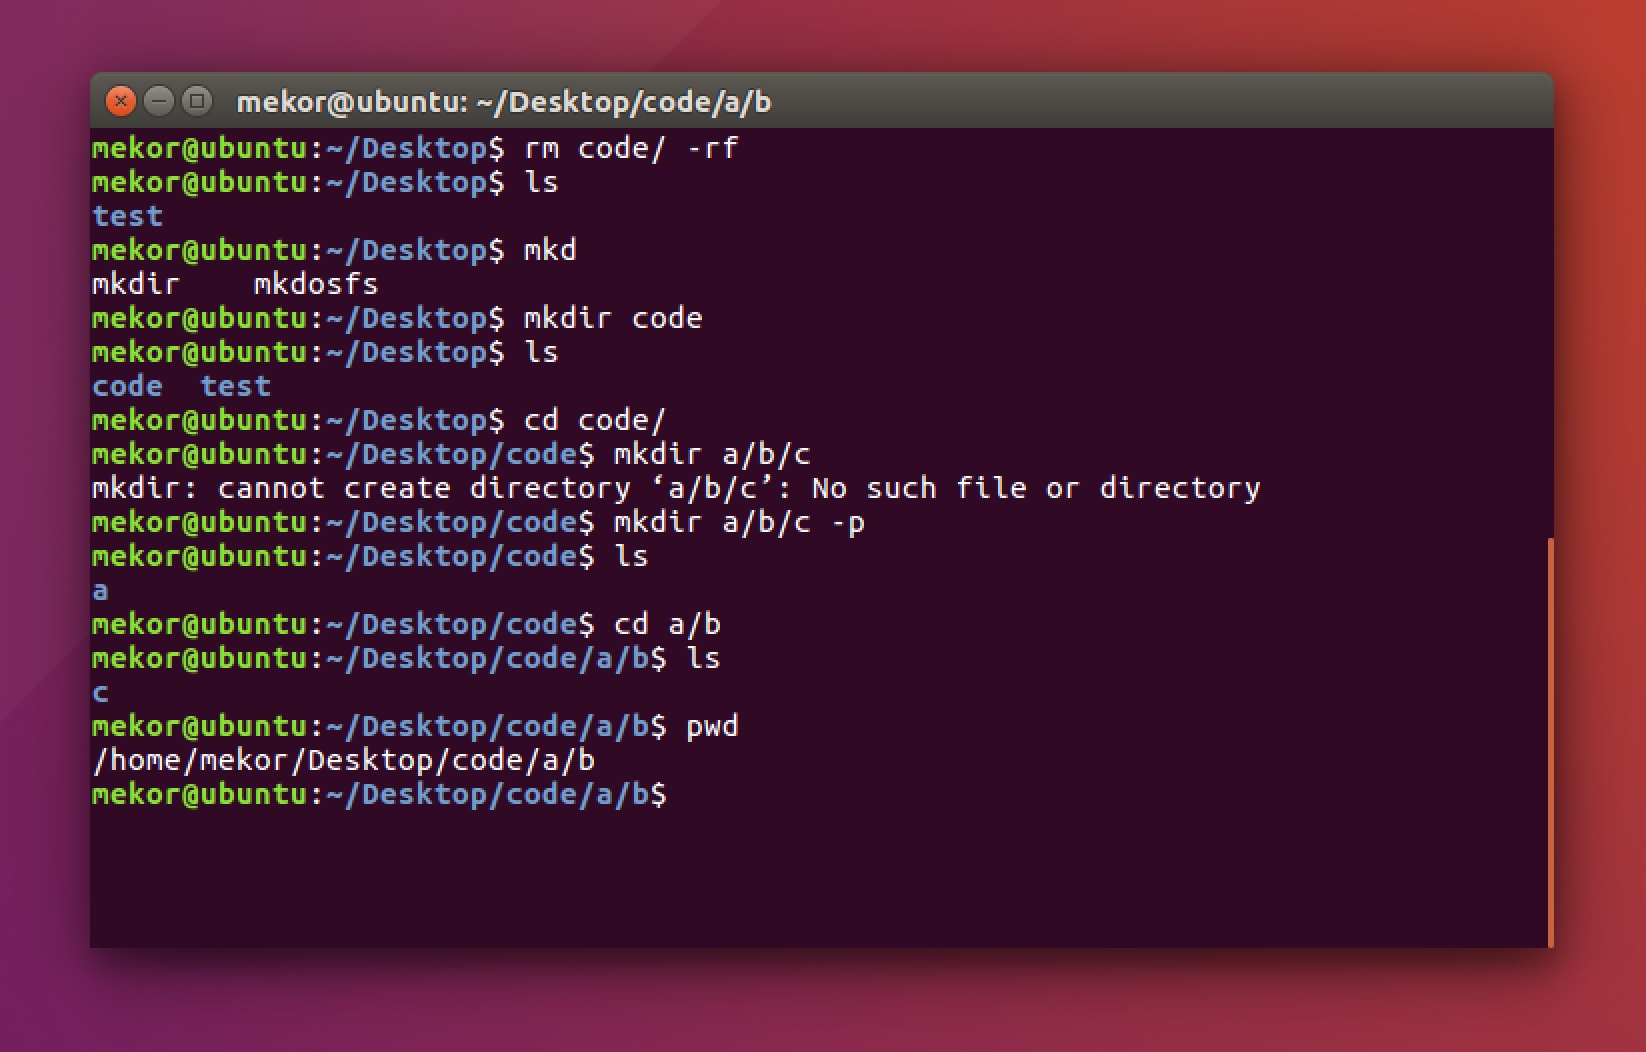 mekor@ubuntu: ~/Desktop/code/a/b
mekor@ubuntu:~/Desktop$ rm code/ -rf
mekor@ubuntu:~/Desktop$ ls
test
mekor@ubuntu:~/Desktop$ mkd
mkdir    mkdosfs
mekor@ubuntu:~/Desktop$ mkdir code
mekor@ubuntu:~/Desktop$ ls
code  test
mekor@ubuntu:~/Desktop$ cd code/
mekor@ubuntu:~/Desktop/code$ mkdir a/b/c
mkdir: cannot create directory ‘a/b/c’: No such file or directory
mekor@ubuntu:~/Desktop/code$ mkdir a/b/c -p
mekor@ubuntu:~/Desktop/code$ ls
a
mekor@ubuntu:~/Desktop/code$ cd a/b
mekor@ubuntu:~/Desktop/code/a/b$ ls
c
mekor@ubuntu:~/Desktop/code/a/b$ pwd
/home/mekor/Desktop/code/a/b
mekor@ubuntu:~/Desktop/code/a/b$